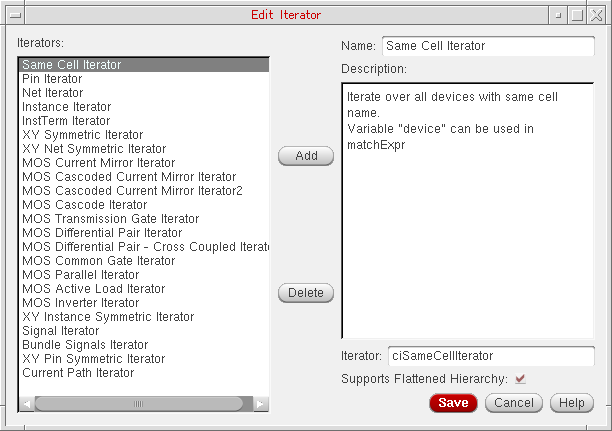 Edit Iterator
Iterators:
Same Cell Iterator
Pin Iterator
Net Iterator
Instance Iterator
InstTerm Iterator
XY Symmetric Iterator
XY Net Symmetric Iterator
MOS Current Mirror Iterator
MOS Cascoded Current Mirror Iterator
MOS Cascoded Current Mirror Iterator2
MOS Cascode Iterator
MOS Transmission Gate Iterator
MOS Differential Pair Iterator
MOS Differential Pair - Cross Coupled Iterato
MOS Common Gate Iterator
MOS Parallel Iterator
MOS Active Load Iterator
MOS Inverter Iterator
XY Instance Symmetric Iterator
Signal Iterator
Bundle Signals Iterator
XY Pin Symmetric Iterator
Current Path Iterator
Add
Delete
Name: Same Cell Iterator
Description:
Iterate over all devices with same cell
name.
Variable "device" can be used in
matchExpr
Iterator: ciSameCellIterator
Supports Flattened Hierarchy:
Save Cancel Help